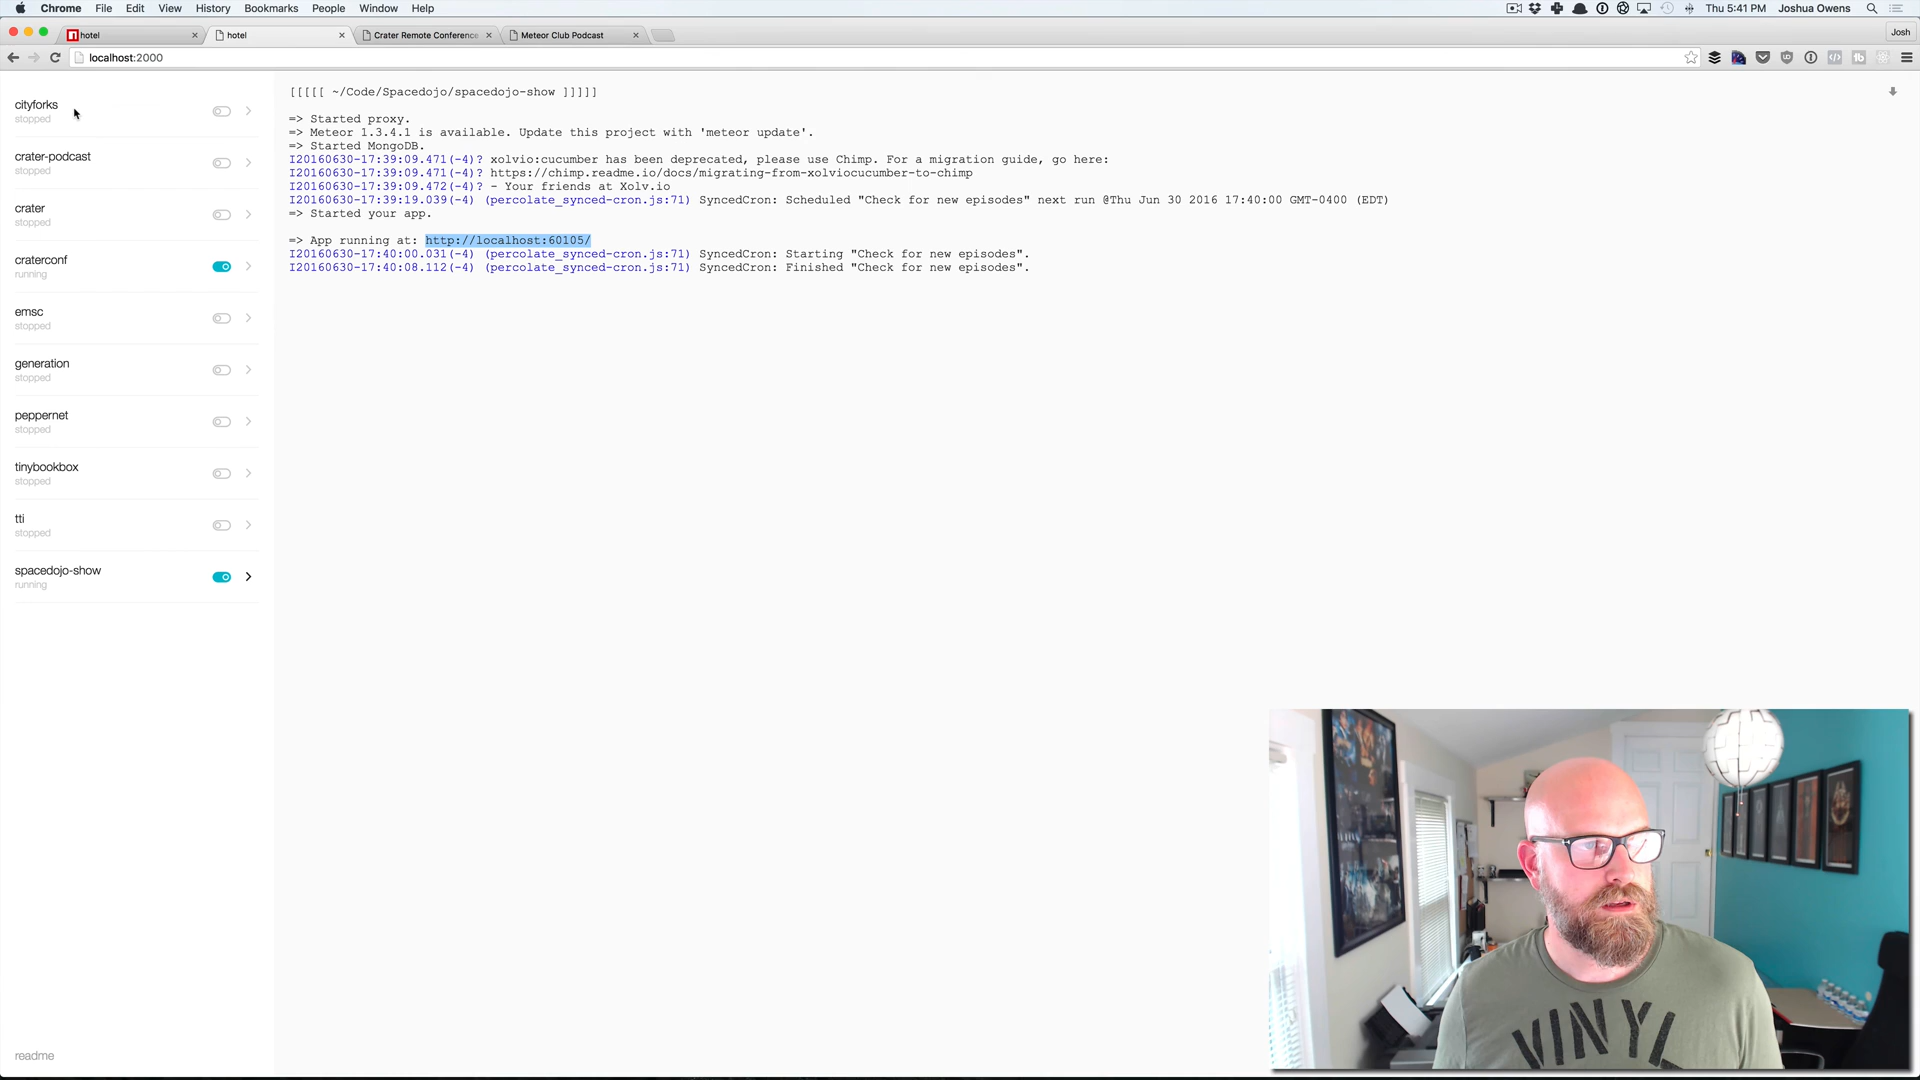 Chrome File Edit View History Bookmarks People Window Help
Thu 5:41 PM Joshua Owens
hotel
hotel
Crater Remote Conference
Meteor Club Podcast
Josh
localhost:2000
cityforks
stopped
crater-podcast
stopped
crater
stopped
craterconf
running
emsc
stopped
generation
stopped
peppernet
stopped
tinybookbox
stopped
tti
stopped
spacedojo-show
running
readme
[[[[[ ~/Code/Spacedojo/spacedojo-show ]]]]]
=> Started proxy.
=> Meteor 1.3.4.1 is available. Update this project with 'meteor update'.
=> Started MongoDB.
I20160630-17:39:09.471(-4)? xolvio:cucumber has been deprecated, please use Chimp. For a migration guide, go here:
I20160630-17:39:09.471(-4)? https://chimp.readme.io/docs/migrating-from-xolviocucumber-to-chimp
I20160630-17:39:09.472(-4)? - Your friends at Xolv.io
I20160630-17:39:19.039(-4) (percolate_synced-cron.js:71) SyncedCron: Scheduled "Check for new episodes" next run @Thu Jun 30 2016 17:40:00 GMT-0400 (EDT)
=> Started your app.
=> App running at: http://localhost:60105/
I20160630-17:40:00.031(-4) (percolate_synced-cron.js:71) SyncedCron: Starting "Check for new episodes".
I20160630-17:40:08.112(-4) (percolate_synced-cron.js:71) SyncedCron: Finished "Check for new episodes".
VINYL